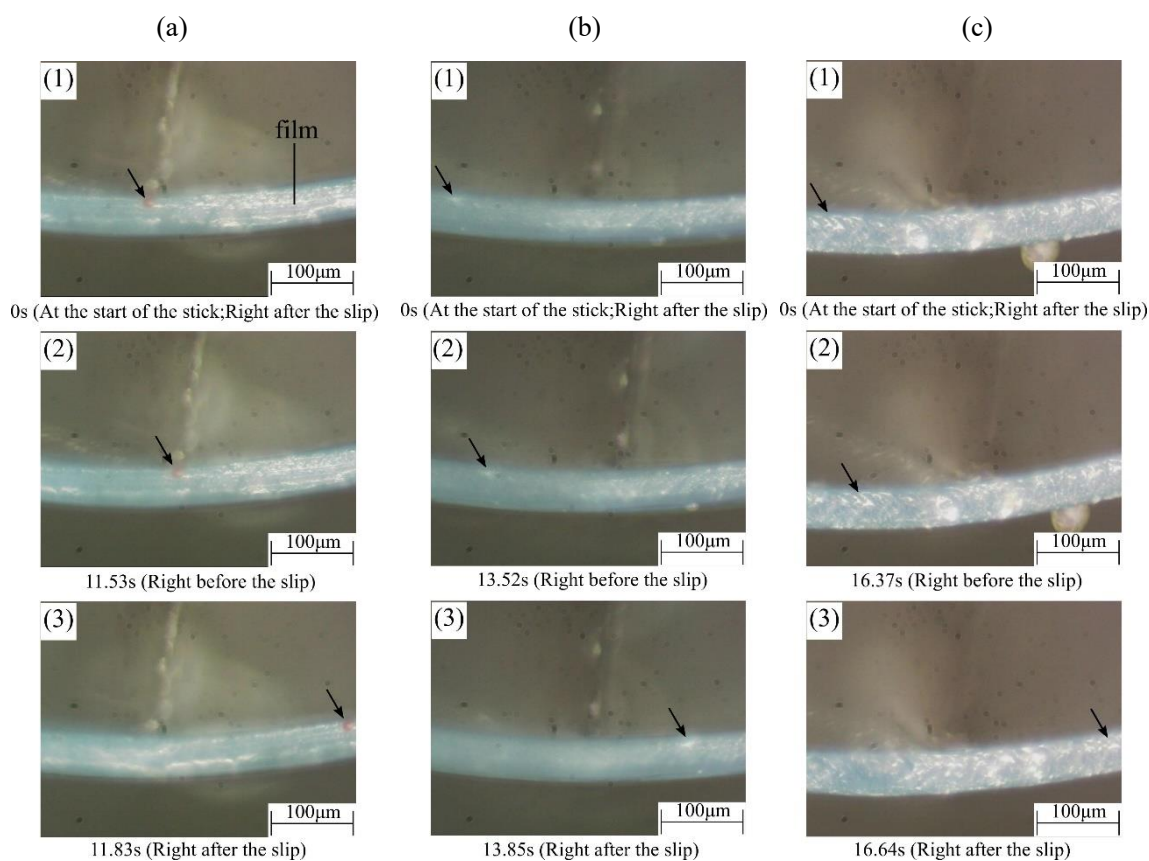 (a) (b) (c)
(1) (1) (1)
film
100μm 100μm 100μm
0s (At the start of the stick;Right after the slip) 0s (At the start of the stick;Right after the slip) 0s (At the start of the stick;Right after the slip)
(2) (2) (2)
100μm 100μm 100μm
11.53s (Right before the slip) 13.52s (Right before the slip) 16.37s (Right before the slip)
(3) (3) (3)
100μm 100μm 100μm
11.83s (Right after the slip) 13.85s (Right after the slip) 16.64s (Right after the slip)